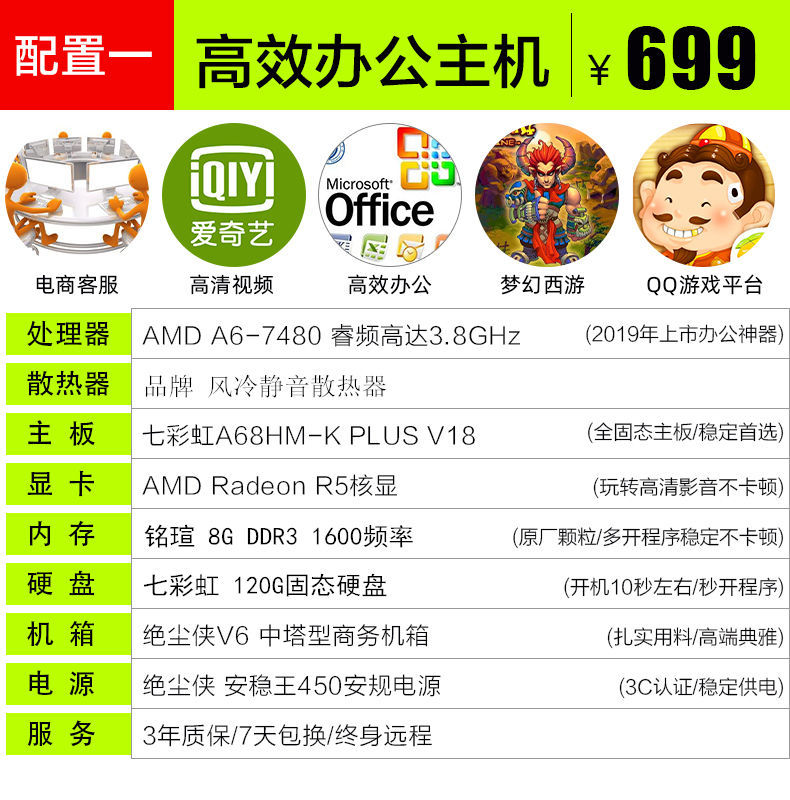 配置一
高效办公主机
¥ 699
iQIYI
爱奇艺
Microsoft®
Office
电商客服
高清视频
高效办公
梦幻西游
QQ游戏平台
处理器 AMD A6-7480 睿频高达3.8GHz (2019年上市办公神器)
散热器 品牌 风冷静音散热器
主 板 七彩虹A68HM-K PLUS V18 (全固态主板/稳定首选)
显 卡 AMD Radeon R5核显 (玩转高清影音不卡顿)
内 存 铭瑄 8G DDR3 1600频率 (原厂颗粒/多开程序稳定不卡顿)
硬 盘 七彩虹 120G固态硬盘 (开机10秒左右/秒开程序)
机 箱 绝尘侠V6 中塔型商务机箱 (扎实用料/高端典雅)
电 源 绝尘侠 安稳王450安规电源 (3C认证/稳定供电)
服 务 3年质保/7天包换/终身远程